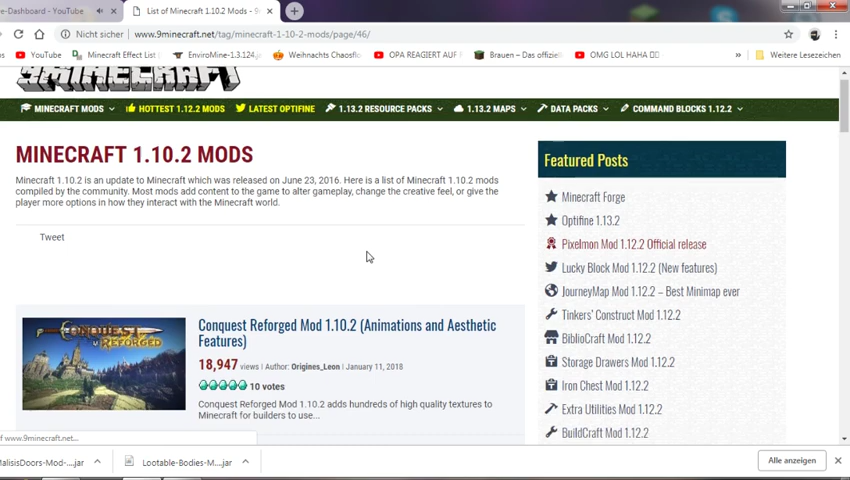 e-Dashboard - YouTube
List of Minecraft 1.10.2 Mods - 9
Nicht sicher
www.9minecraft.net/tag/minecraft-1-10-2-mods/page/46/
YouTube
Minecraft Effect List
EnviroMine-1.3.124.
Weihnachts Chaosflo
OPA REAGIERT AUF F
Brauen – Das offiziel
OMG LOL HAHA
»
Weitere Lesezeichen
9MINECRAFT
MINECRAFT MODS
HOTTEST 1.12.2 MODS
LATEST OPTIFINE
1.13.2 RESOURCE PACKS
1.13.2 MAPS
DATA PACKS
COMMAND BLOCKS 1.12.2
MINECRAFT 1.10.2 MODS
Minecraft 1.10.2 is an update to Minecraft which was released on June 23, 2016. Here is a list of Minecraft 1.10.2 mods
compiled by the community. Most mods add content to the game to alter gameplay, change the creative feel, or give the
player more options in how they interact with the Minecraft world.
Tweet
CONQUEST
REFORGED
Conquest Reforged Mod 1.10.2 (Animations and Aesthetic
Features)
18,947 views | Author: Origines_Leon | January 11, 2018
10 votes
Conquest Reforged Mod 1.10.2 adds hundreds of high quality textures to
Minecraft for builders to use...
Featured Posts
Minecraft Forge
Optifine 1.13.2
Pixelmon Mod 1.12.2 Official release
Lucky Block Mod 1.12.2 (New features)
JourneyMap Mod 1.12.2 – Best Minimap ever
Tinkers' Construct Mod 1.12.2
BiblioCraft Mod 1.12.2
Storage Drawers Mod 1.12.2
Iron Chest Mod 1.12.2
Extra Utilities Mod 1.12.2
BuildCraft Mod 1.12.2
f www.9minecraft.net...
MalisisDoors-Mod-....jar
Lootable-Bodies-M....jar
Alle anzeigen